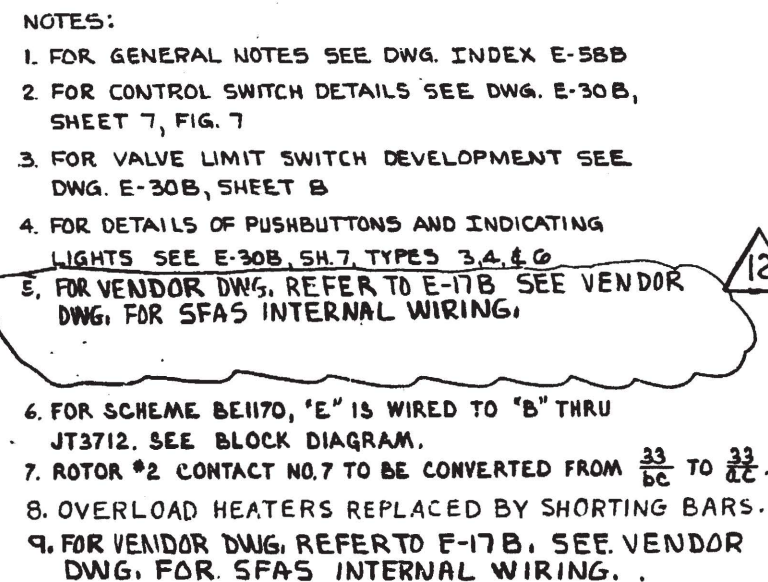 NOTES:
1. FOR GENERAL NOTES SEE DWG. INDEX E-58B
2. FOR CONTROL SWITCH DETAILS SEE DWG. E-30B,
SHEET 7, FIG. 7
3. FOR VALVE LIMIT SWITCH DEVELOPMENT SEE
DWG. E-30B, SHEET 8
4. FOR DETAILS OF PUSHBUTTONS AND INDICATING
LIGHTS SEE E-30B, SH.7, TYPES 3,4,& 6
12
5. FOR VENDOR DWG. REFER TO E-17B SEE VENDOR
DWG. FOR SFAS INTERNAL WIRING.
6. FOR SCHEME BE1170, "E" IS WIRED TO "B" THRU
JT3712. SEE BLOCK DIAGRAM.
7. ROTOR #2 CONTACT NO.7 TO BE CONVERTED FROM 33/bc TO 33/ac.
8. OVERLOAD HEATERS REPLACED BY SHORTING BARS.
9. FOR VENDOR DWG. REFER TO E-17B. SEE VENDOR
DWG. FOR SFAS INTERNAL WIRING.